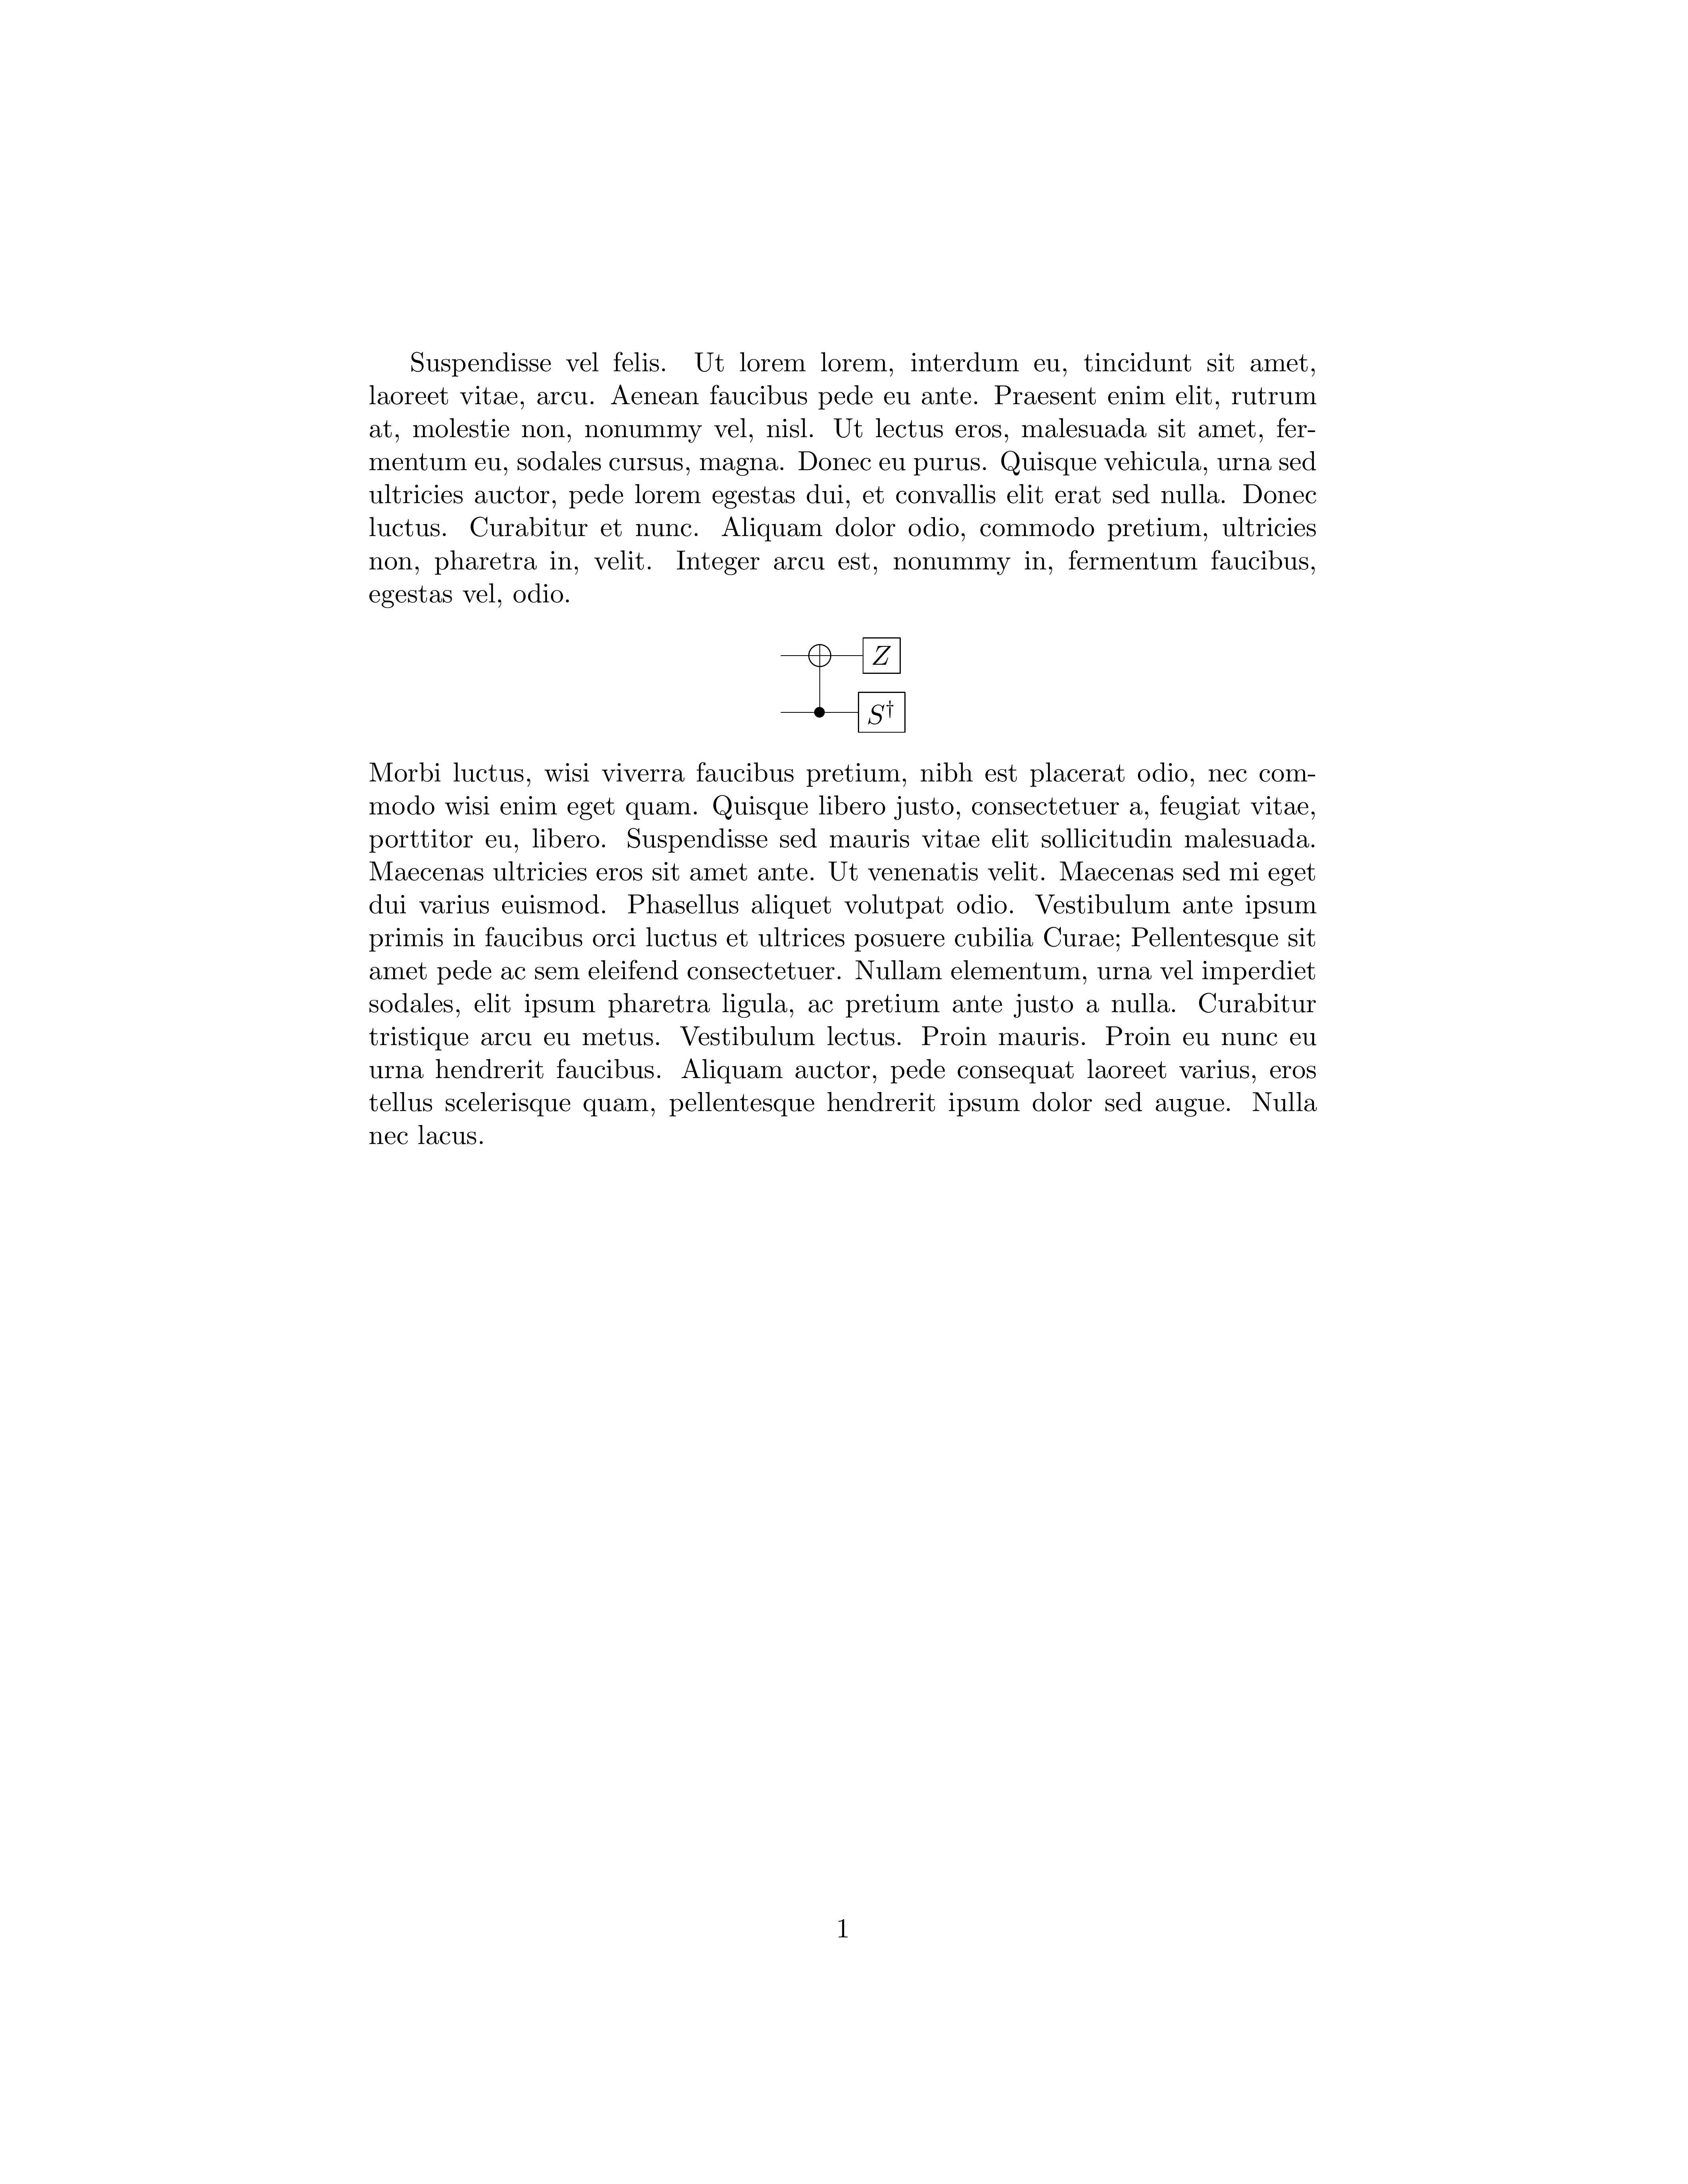 Suspendisse vel felis. Ut lorem lorem, interdum eu, tincidunt sit amet,
laoreet vitae, arcu. Aenean faucibus pede eu ante. Praesent enim elit, rutrum
at, molestie non, nonummy vel, nisl. Ut lectus eros, malesuada sit amet, fer-
mentum eu, sodales cursus, magna. Donec eu purus. Quisque vehicula, urna sed
ultricies auctor, pede lorem egestas dui, et convallis elit erat sed nulla. Donec
luctus. Curabitur et nunc. Aliquam dolor odio, commodo pretium, ultricies
non, pharetra in, velit. Integer arcu est, nonummy in, fermentum faucibus,
egestas vel, odio.
Z
S†
Morbi luctus, wisi viverra faucibus pretium, nibh est placerat odio, nec com-
modo wisi enim eget quam. Quisque libero justo, consectetuer a, feugiat vitae,
porttitor eu, libero. Suspendisse sed mauris vitae elit sollicitudin malesuada.
Maecenas ultricies eros sit amet ante. Ut venenatis velit. Maecenas sed mi eget
dui varius euismod. Phasellus aliquet volutpat odio. Vestibulum ante ipsum
primis in faucibus orci luctus et ultrices posuere cubilia Curae; Pellentesque sit
amet pede ac sem eleifend consectetuer. Nullam elementum, urna vel imperdiet
sodales, elit ipsum pharetra ligula, ac pretium ante justo a nulla. Curabitur
tristique arcu eu metus. Vestibulum lectus. Proin mauris. Proin eu nunc eu
urna hendrerit faucibus. Aliquam auctor, pede consequat laoreet varius, eros
tellus scelerisque quam, pellentesque hendrerit ipsum dolor sed augue. Nulla
nec lacus.
1